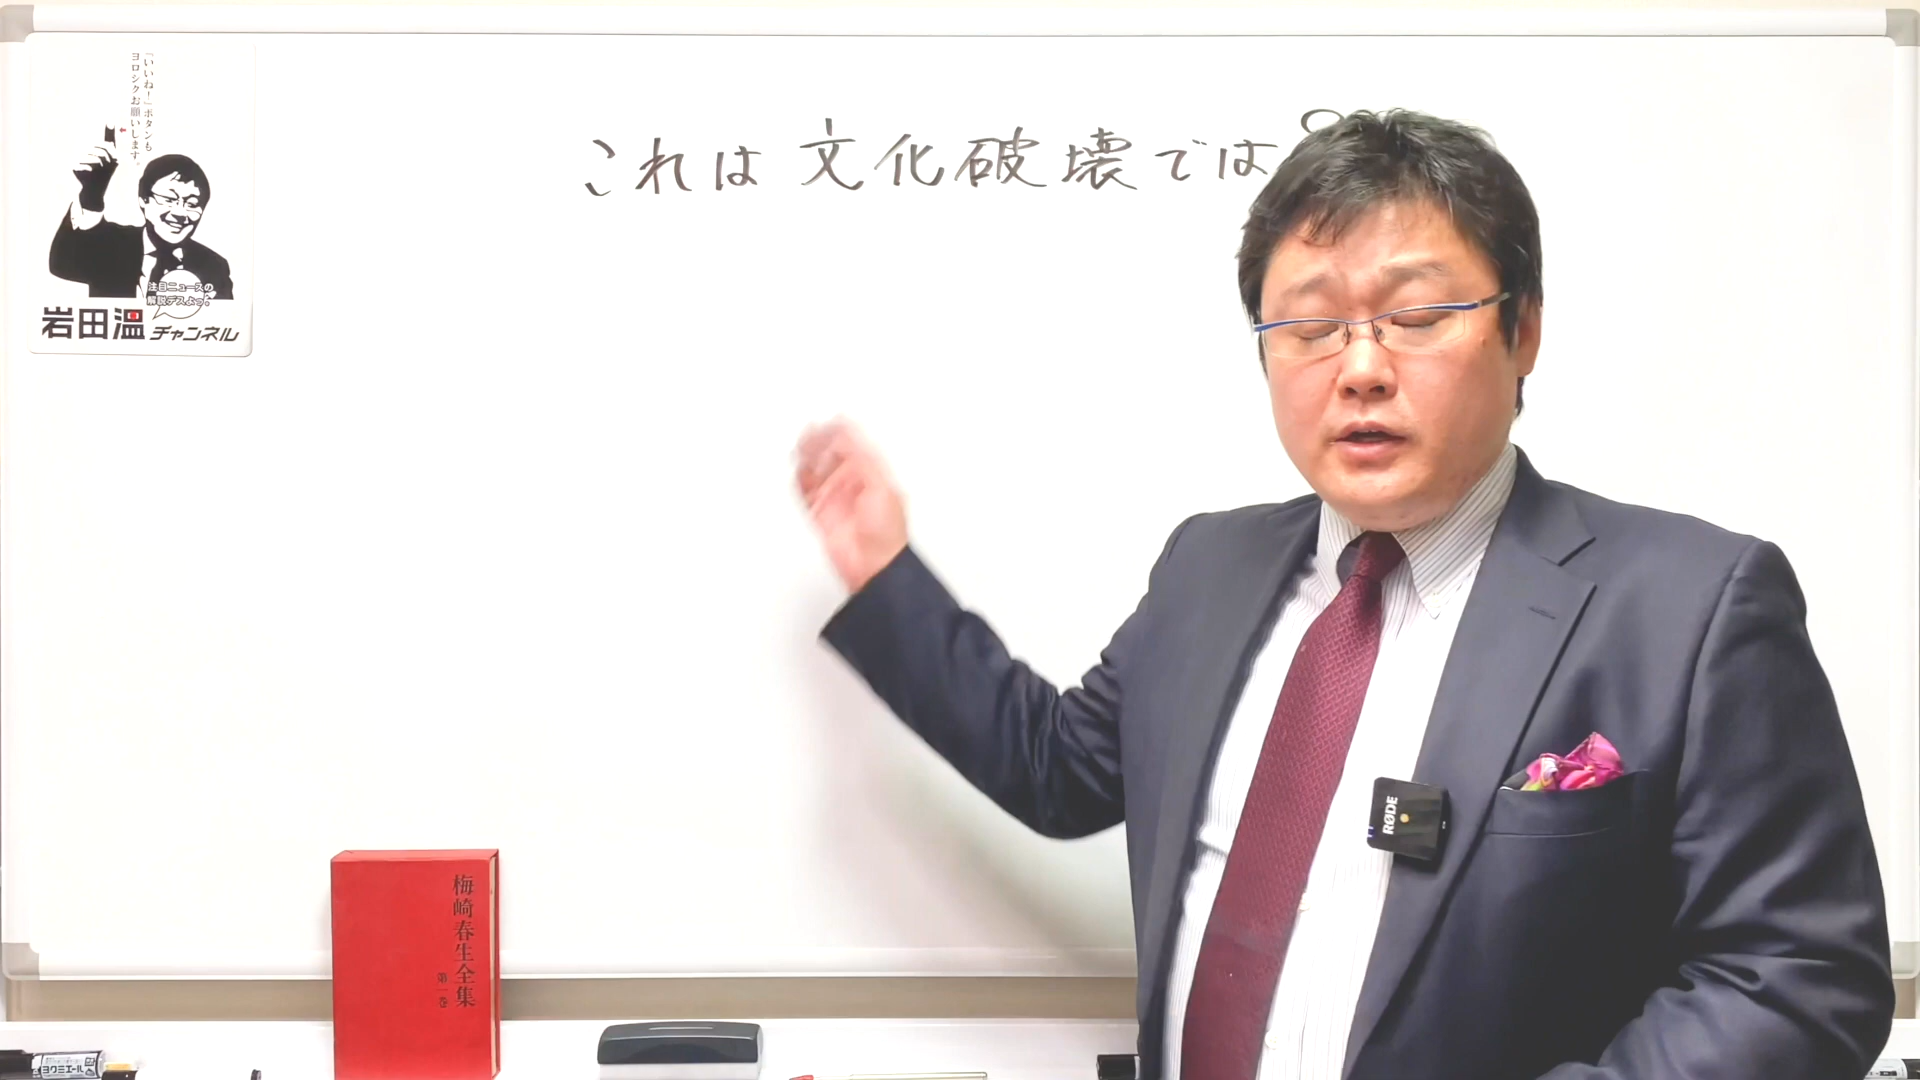 「いいね！」ボタンも
ヨロシクお願いします。
注目ニュースの
解説デスよっ。
岩田温チャンネル
これは文化破壊では
梅崎春生全集
第一巻
RØDE
ヨクミエール